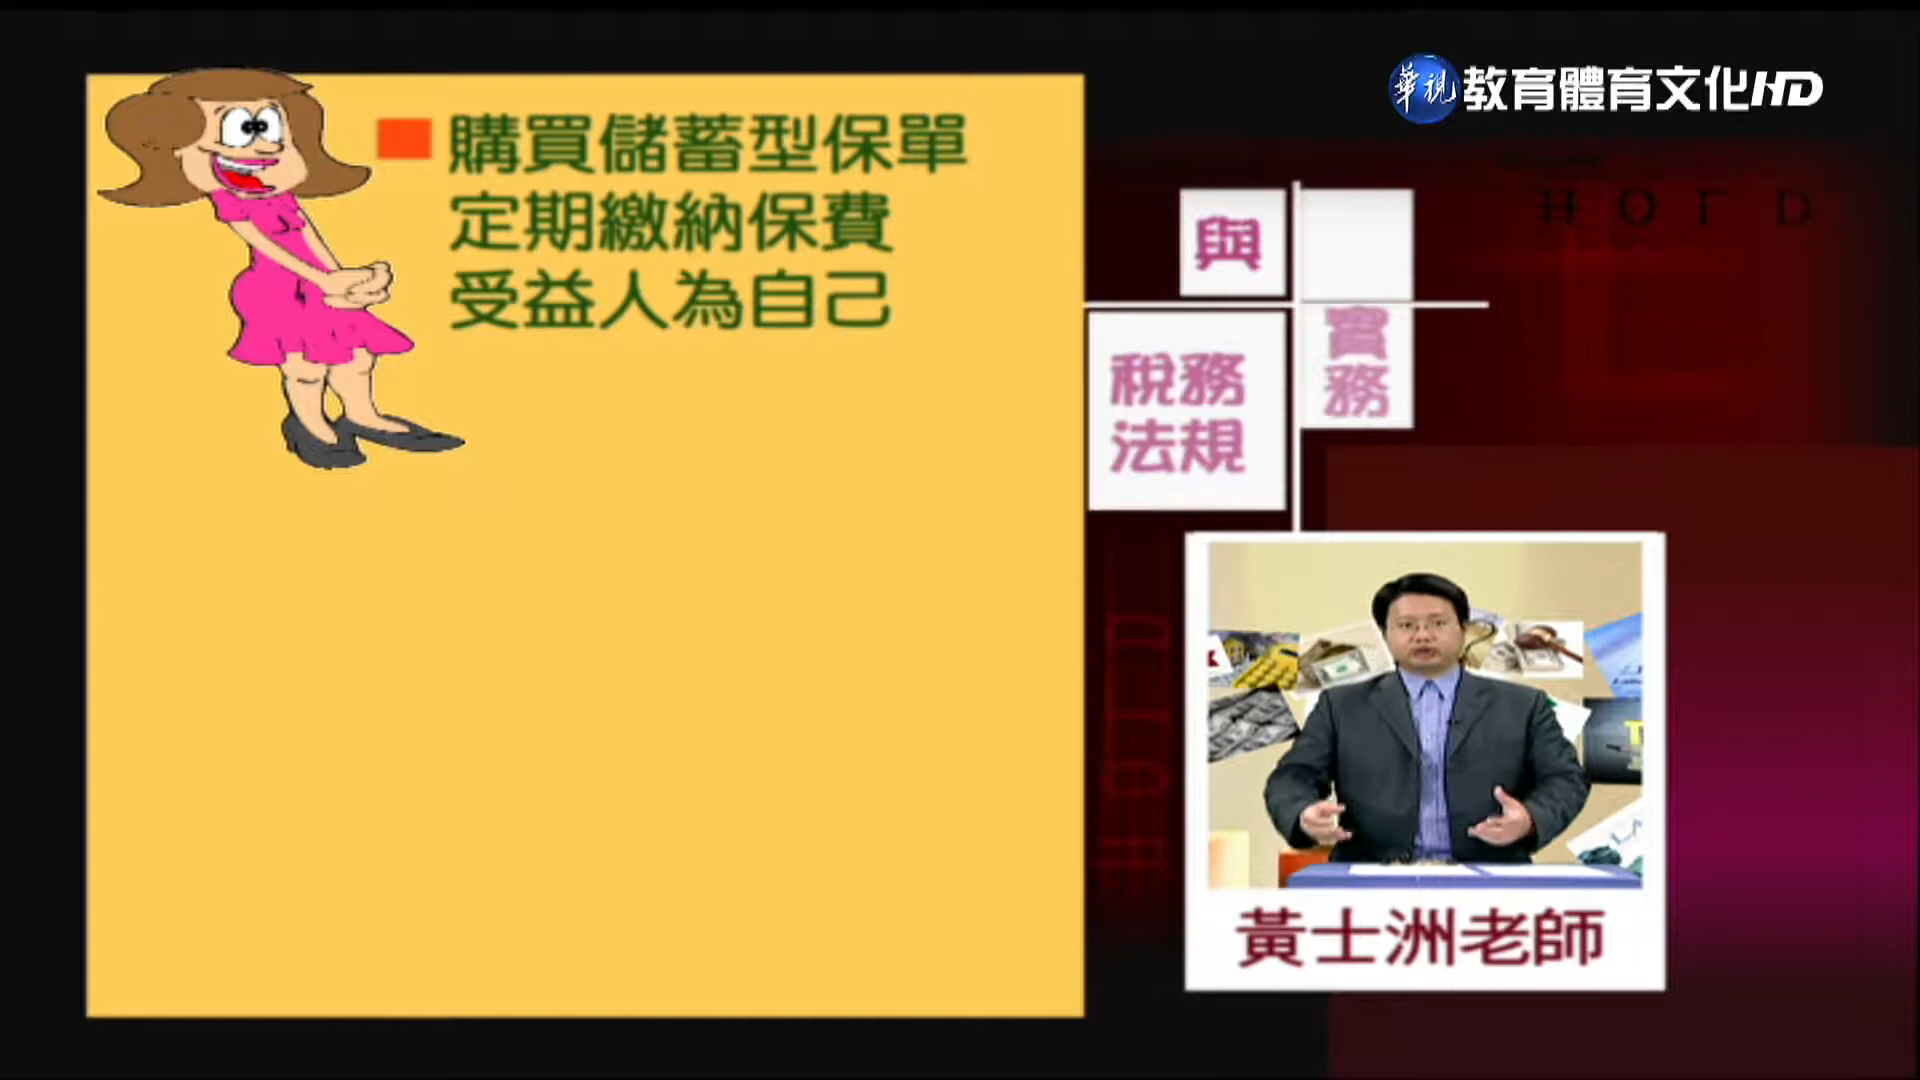 購買儲蓄型保單
定期繳納保費
受益人為自己
華視 教育體育文化HD
稅務
法規
與
實務
黃士洲老師